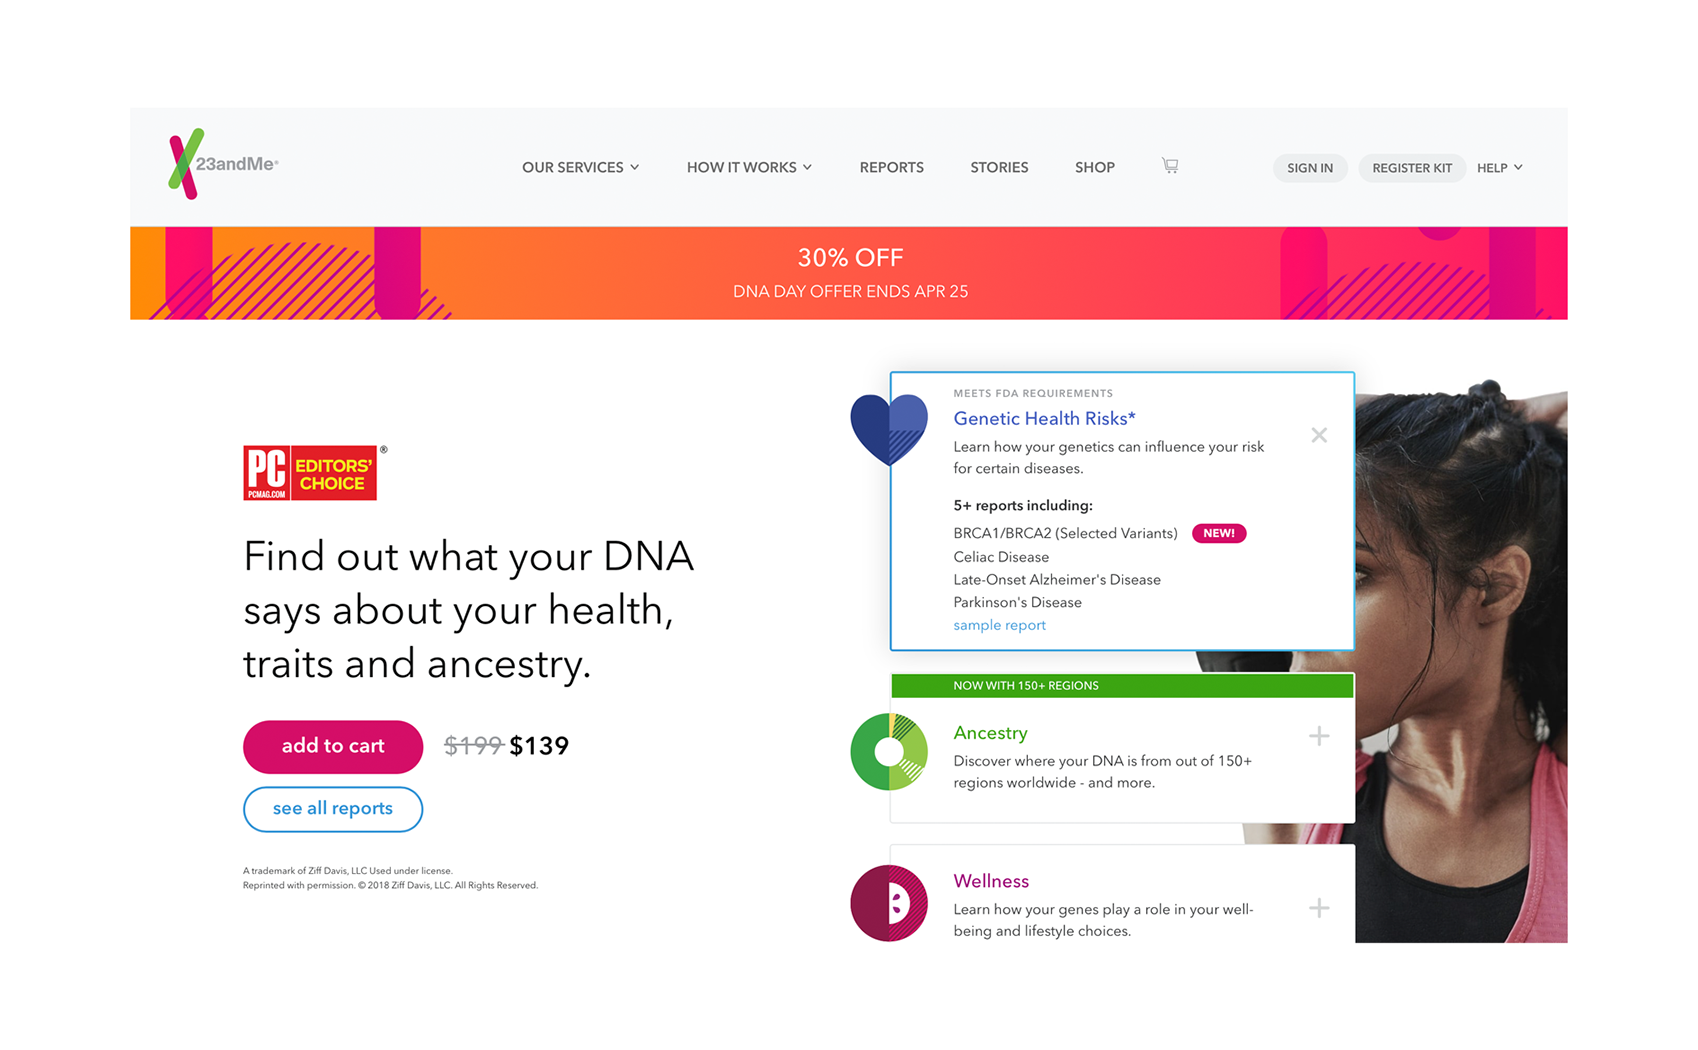 23andMe®
OUR SERVICES
HOW IT WORKS
REPORTS
STORIES
SHOP
SIGN IN
REGISTER KIT
HELP
30% OFF
DNA DAY OFFER ENDS APR 25
PC
PCMAG.COM
EDITORS'
CHOICE
®
Find out what your DNA
says about your health,
traits and ancestry.
add to cart
$199 $139
see all reports
A trademark of Ziff Davis, LLC Used under license.
Reprinted with permission. © 2018 Ziff Davis, LLC. All Rights Reserved.
MEETS FDA REQUIREMENTS
Genetic Health Risks*
Learn how your genetics can influence your risk
for certain diseases.
5+ reports including:
BRCA1/BRCA2 (Selected Variants) NEW!
Celiac Disease
Late-Onset Alzheimer's Disease
Parkinson's Disease
sample report
NOW WITH 150+ REGIONS
Ancestry
Discover where your DNA is from out of 150+
regions worldwide - and more.
Wellness
Learn how your genes play a role in your well-
being and lifestyle choices.